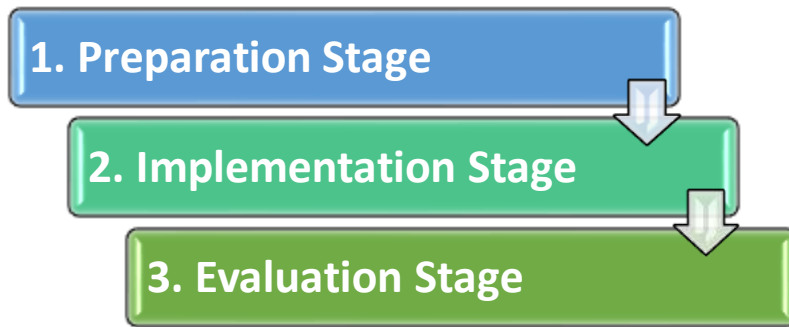 1. Preparation Stage
2. Implementation Stage
3. Evaluation Stage